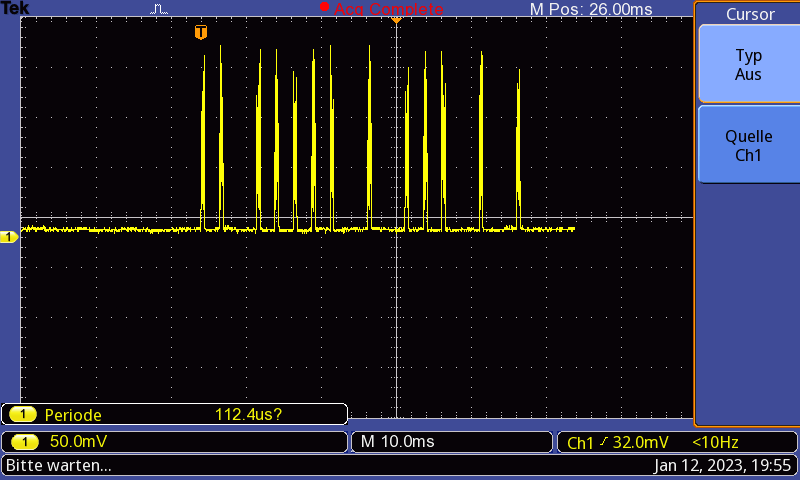 Tek Acq Complete M Pos: 26.00ms
Cursor
T
Typ
Aus
Quelle
Ch1
1
1 Periode 112.4us?
1 50.0mV M 10.0ms Ch1 32.0mV <10Hz
Bitte warten... Jan 12, 2023, 19:55